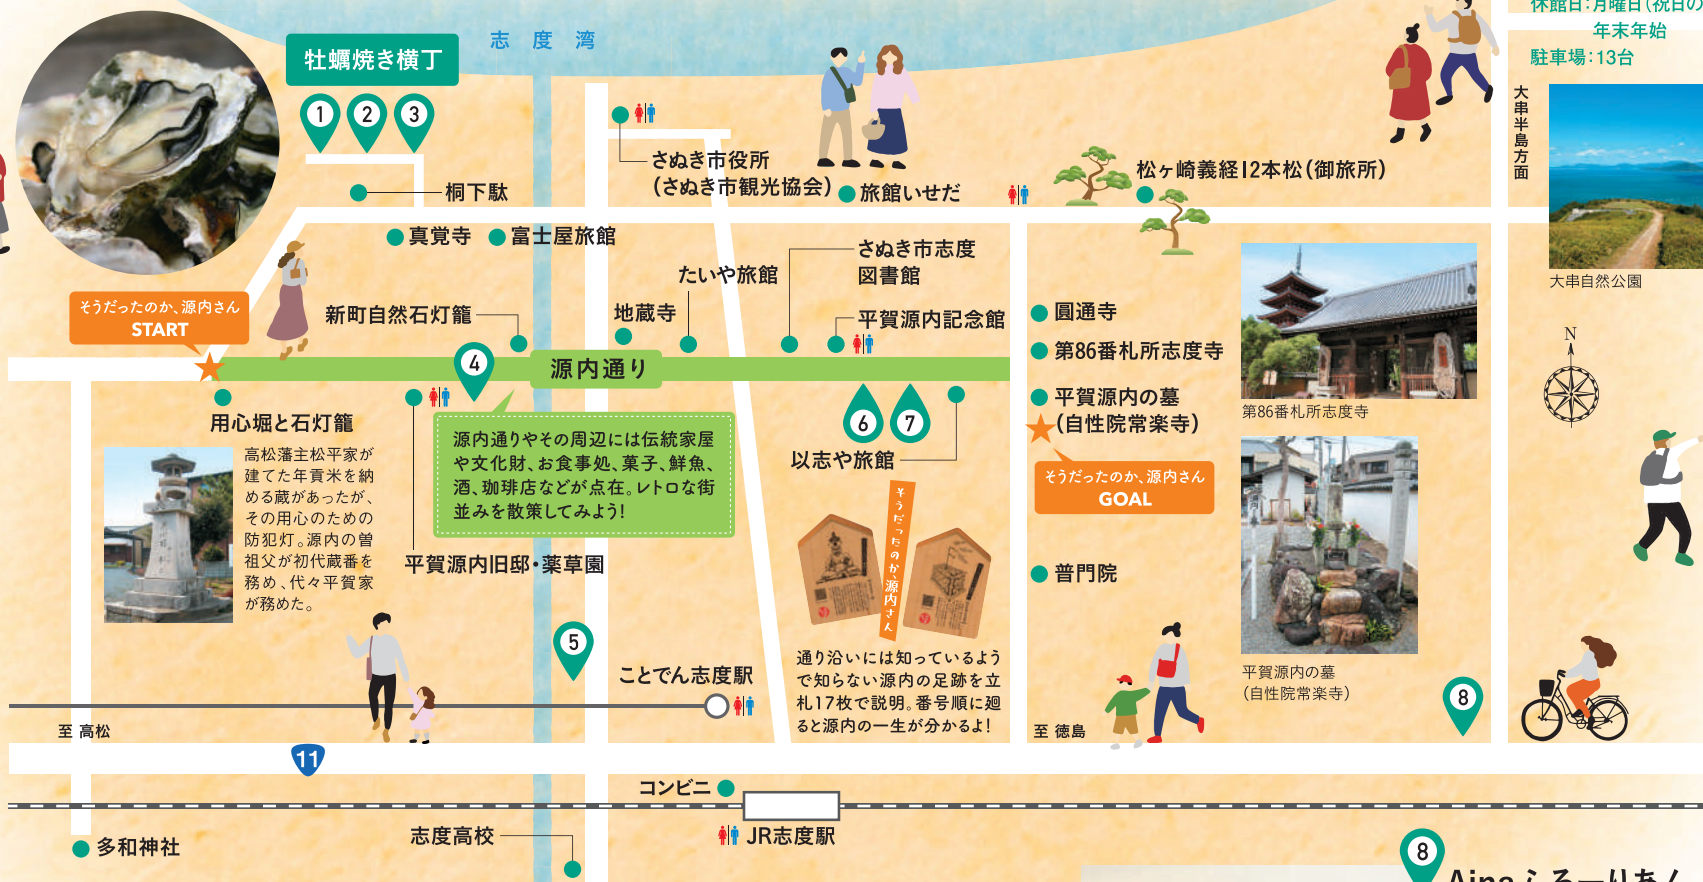 休館日：月曜日（祝日の
年末年始
駐車場：13台
志度湾
牡蠣焼き横丁
1
2
3
大串半島方面
さぬき市役所
（さぬき市観光協会）
旅館いせだ
松ヶ崎義経12本松（御旅所）
桐下駄
真覚寺
富士屋旅館
さぬき市志度
図書館
たいや旅館
大串自然公園
そうだったのか、源内さん
START
新町自然石灯籠
地蔵寺
平賀源内記念館
圓通寺
第86番札所志度寺
N
4
源内通り
平賀源内の墓
（自性院常楽寺）
第86番札所志度寺
用心堀と石灯籠
6
7
以志や旅館
源内通りやその周辺には伝統家屋
や文化財、お食事処、菓子、鮮魚、
酒、珈琲店などが点在。レトロな街
並みを散策してみよう！
高松藩主松平家が
建てた年貢米を納
める蔵があったが、
その用心のための
防犯灯。源内の曽
祖父が初代蔵番を
務め、代々平賀家
が務めた。
そうだったのか、源内さん
GOAL
そうだったのか、源内さん
平賀源内旧邸・薬草園
普門院
5
通り沿いには知っているよう
で知らない源内の足跡を立
札17枚で説明。番号順に廻
ると源内の一生が分かるよ！
ことでん志度駅
平賀源内の墓
（自性院常楽寺）
8
至 高松
至 徳島
11
コンビニ
JR志度駅
志度高校
多和神社
8